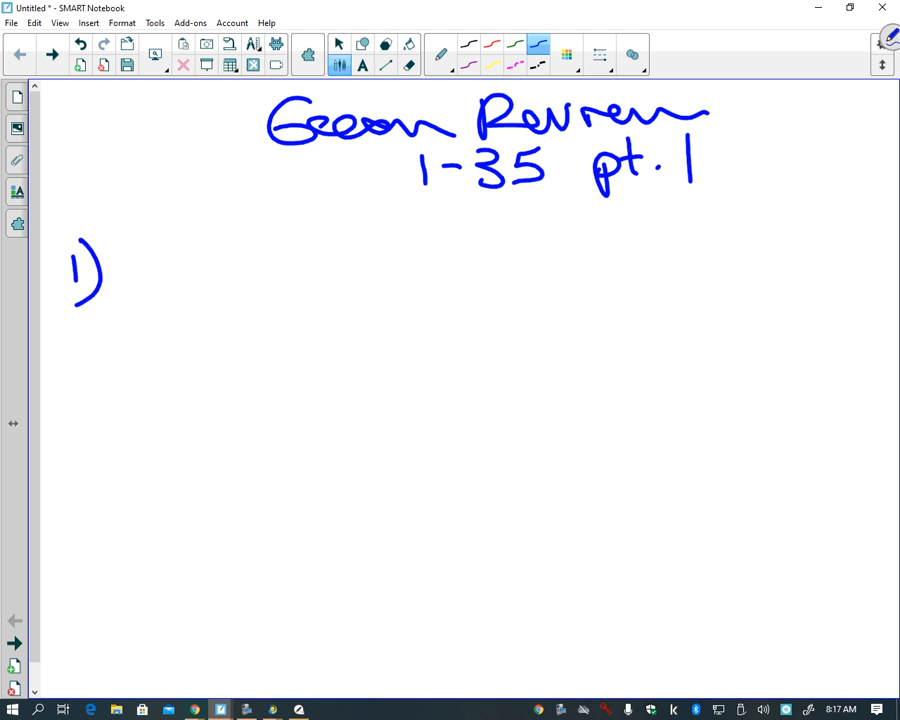 Untitled * - SMART Notebook
File Edit View Insert Format Tools Add-ons Account Help
Geom Review
1-35 pt. 1
1)
8:17 AM